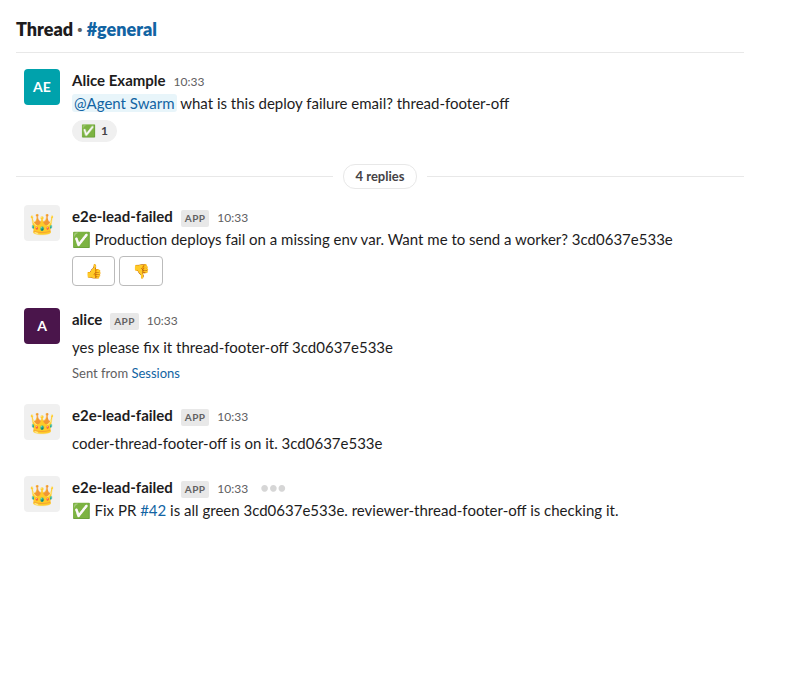 Thread • #general
AE
Alice Example 10:33
@Agent Swarm what is this deploy failure email? thread-footer-off
✅ 1
4 replies
e2e-lead-failed APP 10:33
✅ Production deploys fail on a missing env var. Want me to send a worker? 3cd0637e533e
👍 👎
A
alice APP 10:33
yes please fix it thread-footer-off 3cd0637e533e
Sent from Sessions
e2e-lead-failed APP 10:33
coder-thread-footer-off is on it. 3cd0637e533e
e2e-lead-failed APP 10:33
✅ Fix PR #42 is all green 3cd0637e533e. reviewer-thread-footer-off is checking it.